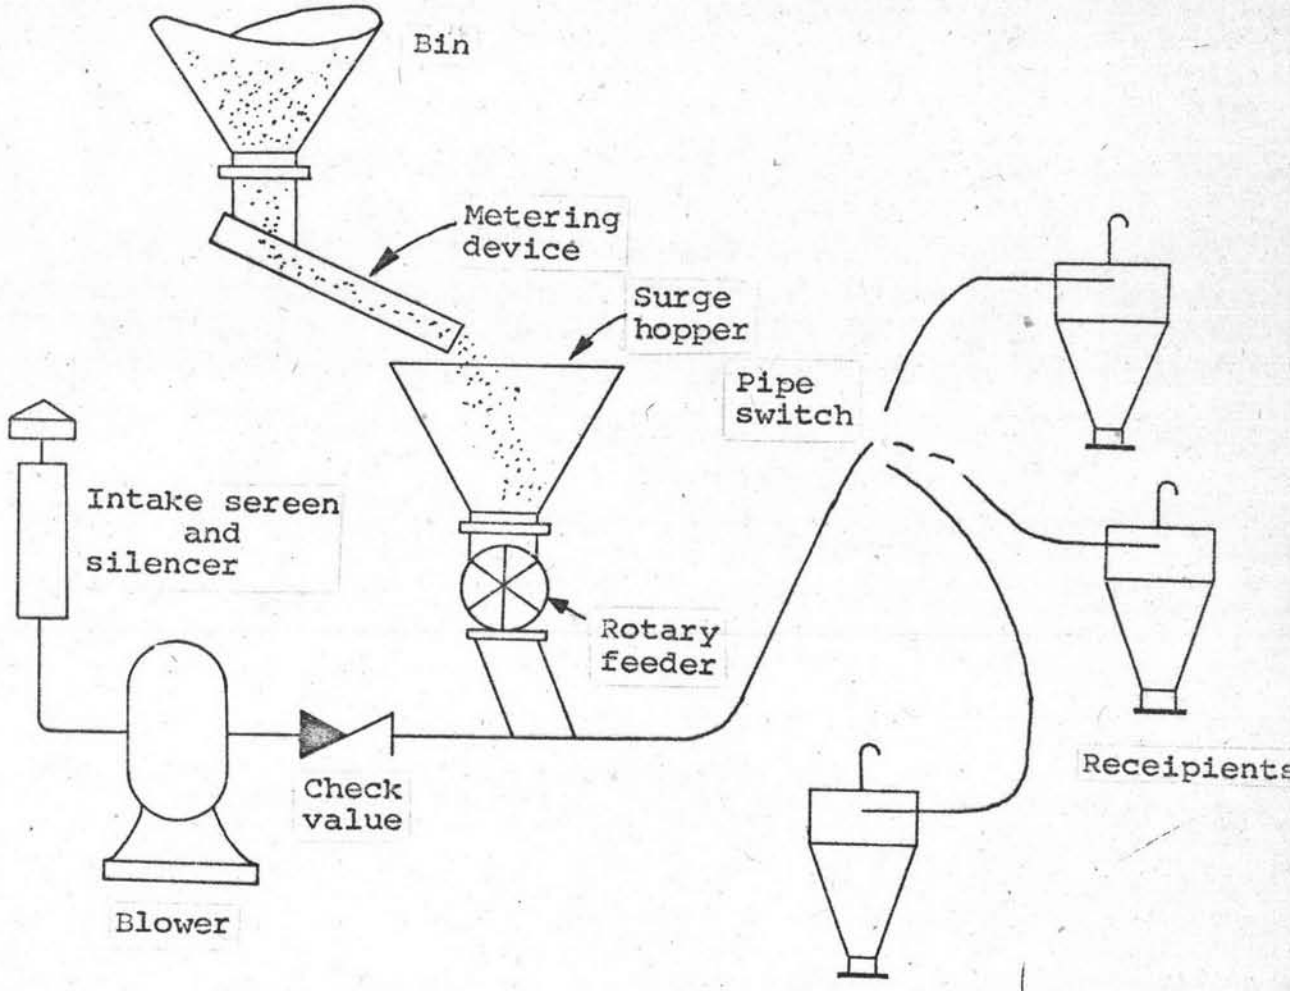 Bin
Metering
device
Surge
hopper
Pipe
switch
Intake sereen
and
silencer
Rotary
feeder
Check
value
Receipients
Blower